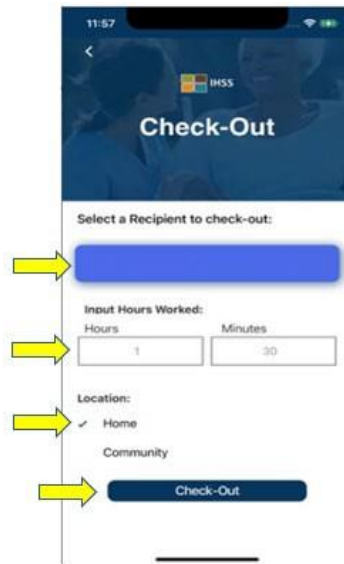 11:57
IHSS
Check-Out
Select a Recipient to check-out:
Input Hours Worked:
Hours Minutes
1 30
Location:
Home
Community
Check-Out